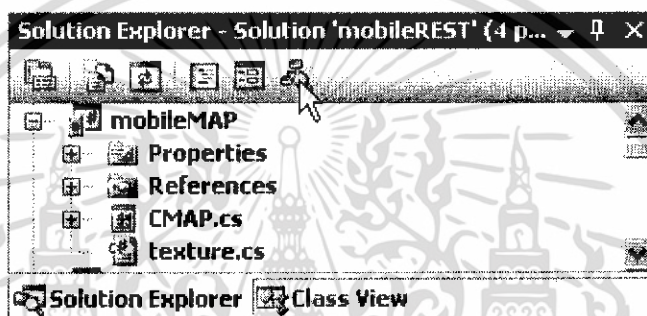 Solution Explorer - Solution 'mobileREST' (4 p...
mobileMAP
Properties
References
CMAP.cs
texture.cs
Solution Explorer Class View